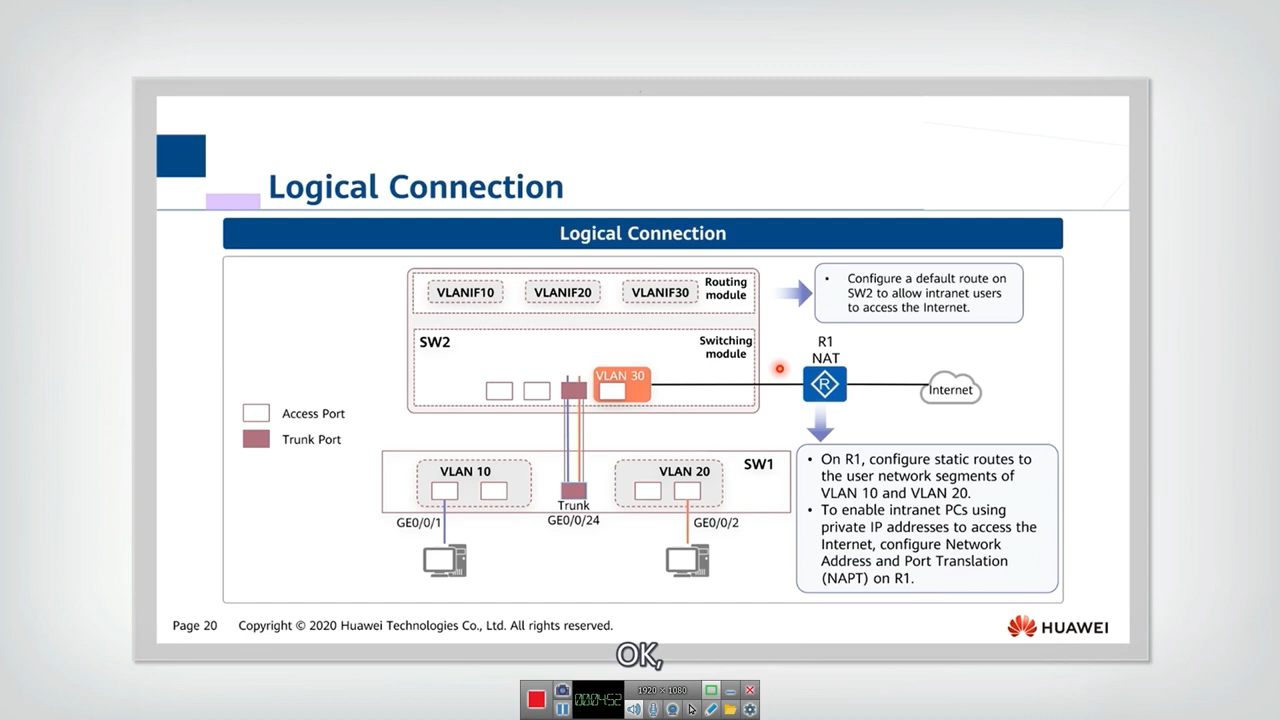 Logical Connection
Logical Connection
VLANIF10
VLANIF20
VLANIF30
Routing
module
SW2
Switching
module
VLAN 30
• Configure a default route on
SW2 to allow intranet users
to access the Internet.
R1
NAT
R
Internet
Access Port
Trunk Port
VLAN 10
VLAN 20
SW1
Trunk
GE0/0/24
GE0/0/1
GE0/0/2
• On R1, configure static routes to
the user network segments of
VLAN 10 and VLAN 20.
• To enable intranet PCs using
private IP addresses to access the
Internet, configure Network
Address and Port Translation
(NAPT) on R1.
Page 20
Copyright © 2020 Huawei Technologies Co., Ltd. All rights reserved.
HUAWEI
OK,
000452
1920 × 1080